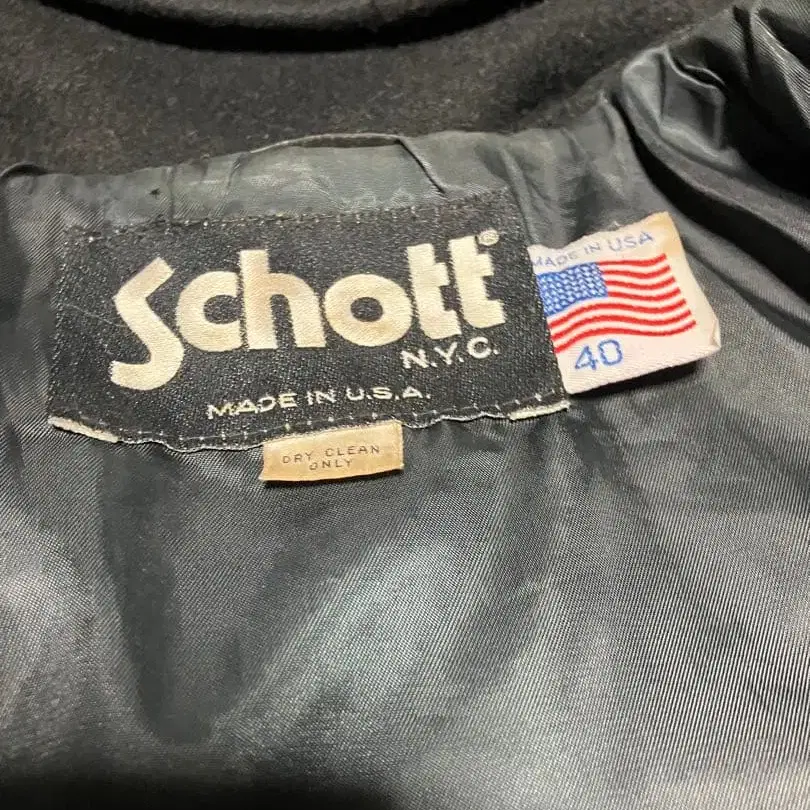 Schott®
N.Y.C.
MADE IN U.S.A.
MADE IN USA
40
DRY CLEAN
ONLY